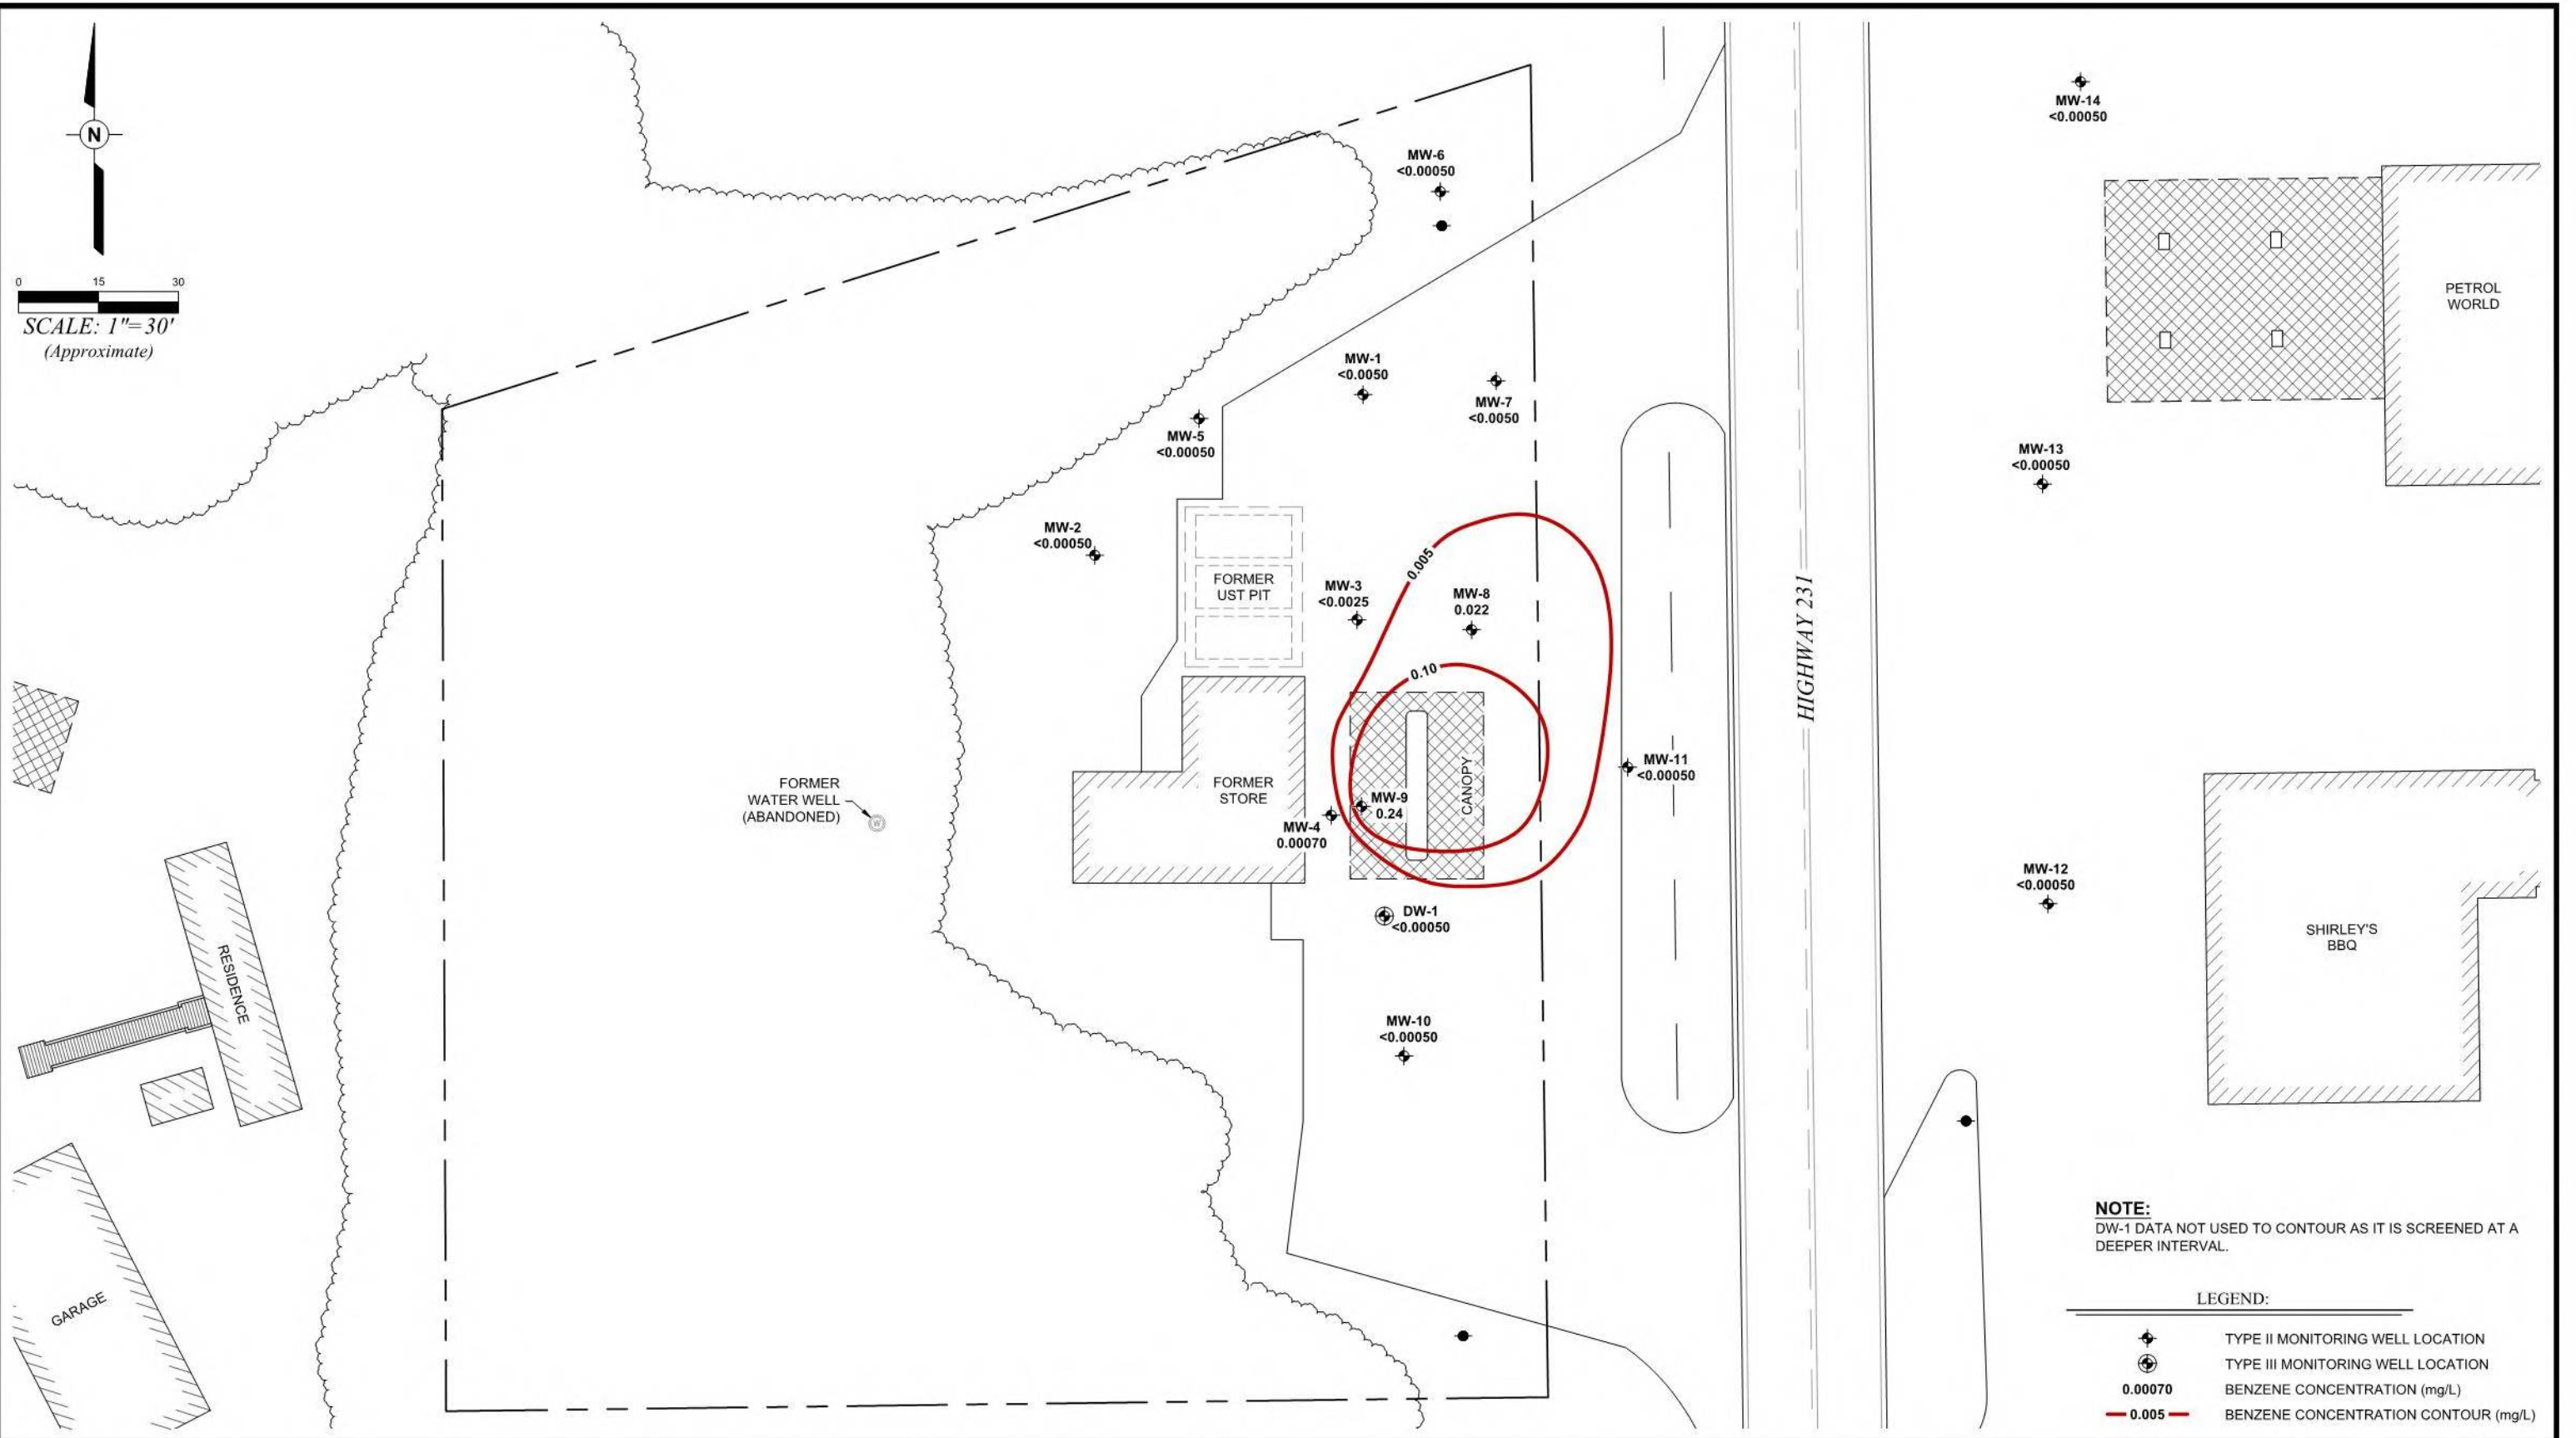 N
0 15 30
SCALE: 1"=30'
(Approximate)
MW-14
<0.00050
MW-6
<0.00050
PETROL
WORLD
MW-1
<0.0050
MW-7
<0.0050
MW-5
<0.00050
MW-13
<0.00050
MW-2
<0.00050
FORMER
UST PIT
MW-3
<0.0025
0.005
MW-8
0.022
HIGHWAY 231
0.10
FORMER
WATER WELL
(ABANDONED)
W
FORMER
STORE
CANOPY
MW-9
0.24
MW-4
0.00070
MW-11
<0.00050
MW-12
<0.00050
DW-1
<0.00050
SHIRLEY'S
BBQ
RESIDENCE
MW-10
<0.00050
GARAGE
NOTE:
DW-1 DATA NOT USED TO CONTOUR AS IT IS SCREENED AT A
DEEPER INTERVAL.
LEGEND:
TYPE II MONITORING WELL LOCATION
TYPE III MONITORING WELL LOCATION
0.00070 BENZENE CONCENTRATION (mg/L)
0.005 BENZENE CONCENTRATION CONTOUR (mg/L)